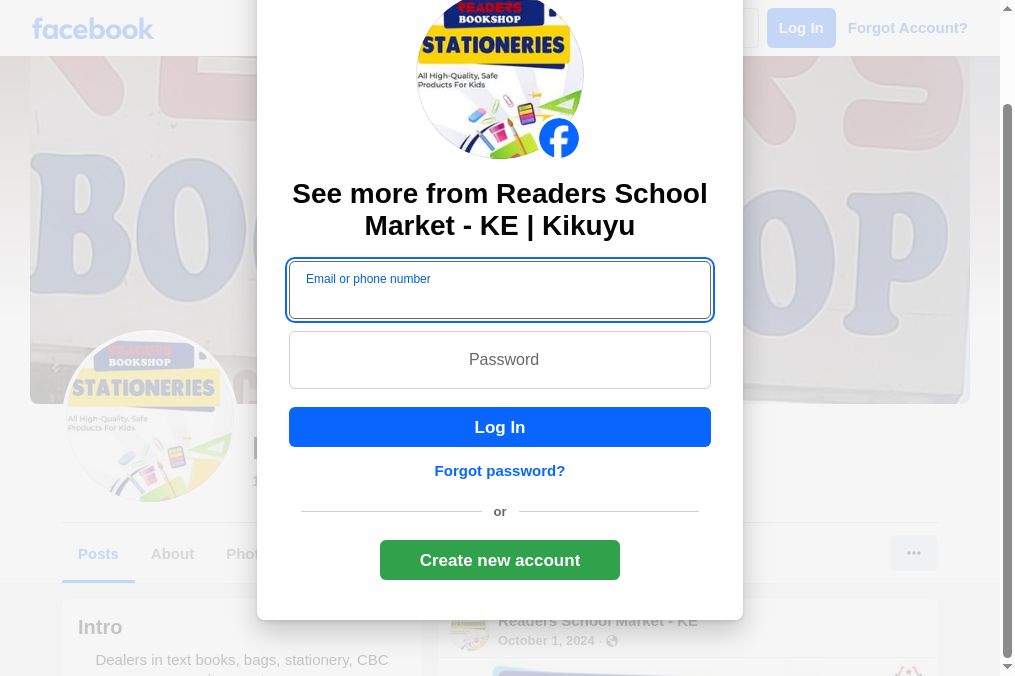 facebook
Log In
Forgot Account?
READERS
BOOKSHOP
STATIONERIES
All High-Quality, Safe
Products For Kids
See more from Readers School
Market - KE | Kikuyu
Email or phone number
Password
Log In
Forgot password?
or
Create new account
READERS
BOOKSHOP
STATIONERIES
All High-Quality, Safe
Products For Kids
Posts
About
Intro
Dealers in text books, bags, stationery, CBC
Readers School Market - KE
October 1, 2024 ·